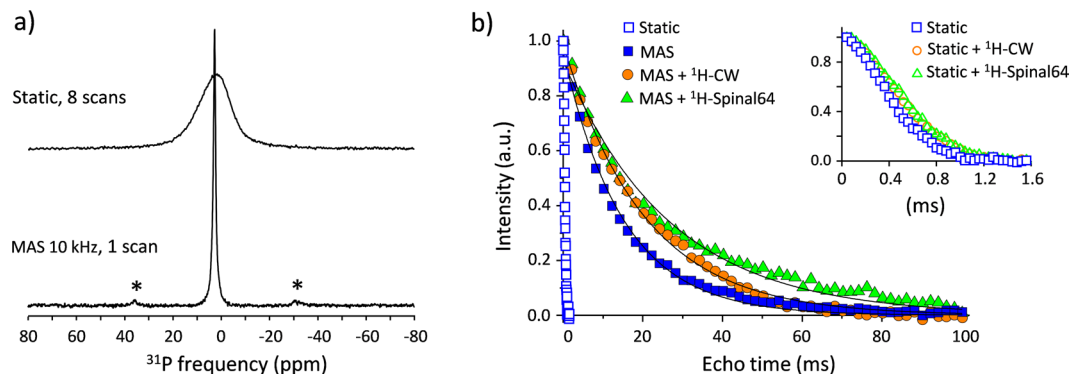 a)
Static, 8 scans
MAS 10 kHz, 1 scan
*
*
80 60 40 20 0 -20 -40 -60 -80
³¹P frequency (ppm)
b)
Intensity (a.u.)
1.0
0.8
0.6
0.4
0.2
0.0
Static
MAS
MAS + ¹H-CW
MAS + ¹H-Spinal64
0 20 40 60 80 100
Echo time (ms)
Static
Static + ¹H-CW
Static + ¹H-Spinal64
0.8
0.4
0.0
0 0.4 0.8 1.2 1.6
(ms)